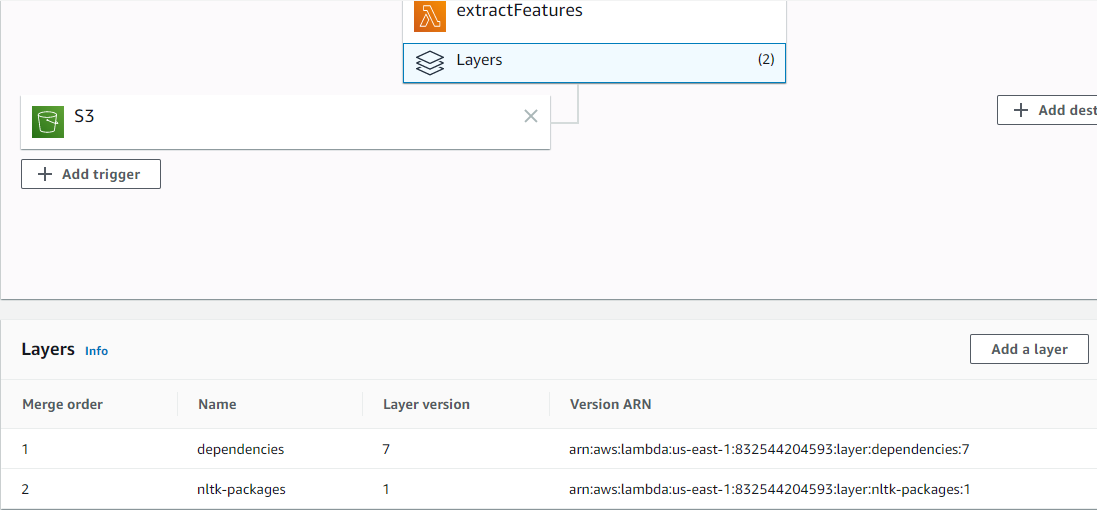 extractFeatures
Layers (2)
S3
Add dest
Add trigger
Layers Info
Add a layer
Merge order Name Layer version Version ARN
1 dependencies 7 arn:aws:lambda:us-east-1:832544204593:layer:dependencies:7
2 nltk-packages 1 arn:aws:lambda:us-east-1:832544204593:layer:nltk-packages:1